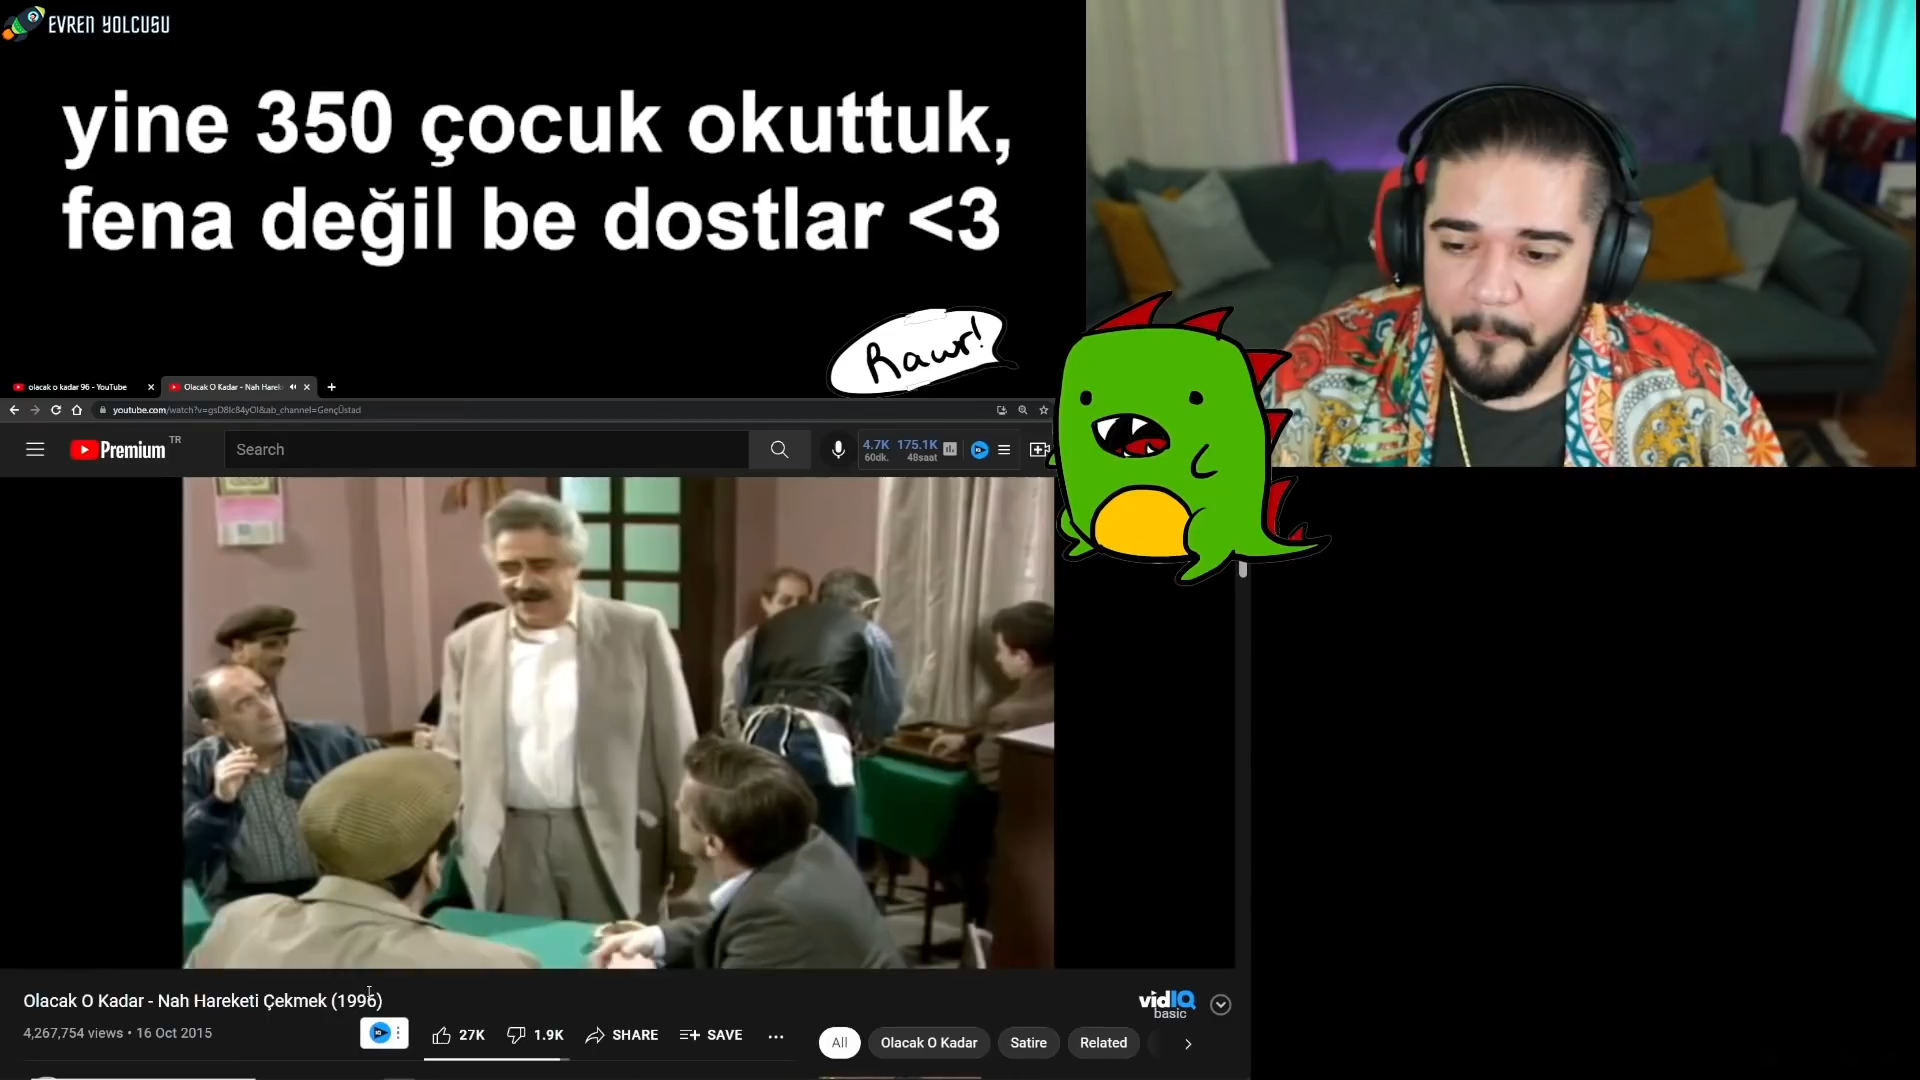 EVREN YOLCUSU
yine 350 çocuk okuttuk,
fena değil be dostlar <3
Rawr!
olacak o kadar 96 - YouTube
Olacak O Kadar - Nah Harek
youtube.com/watch?v=gsD8lc84yOI&ab_channel=GençÜstad
Premium TR
Search
4.7K 175.1K
60dk. 48saat
Olacak O Kadar - Nah Hareketi Çekmek (1996)
4,267,754 views • 16 Oct 2015
27K 1.9K SHARE SAVE
vidIQ
basic
All Olacak O Kadar Satire Related